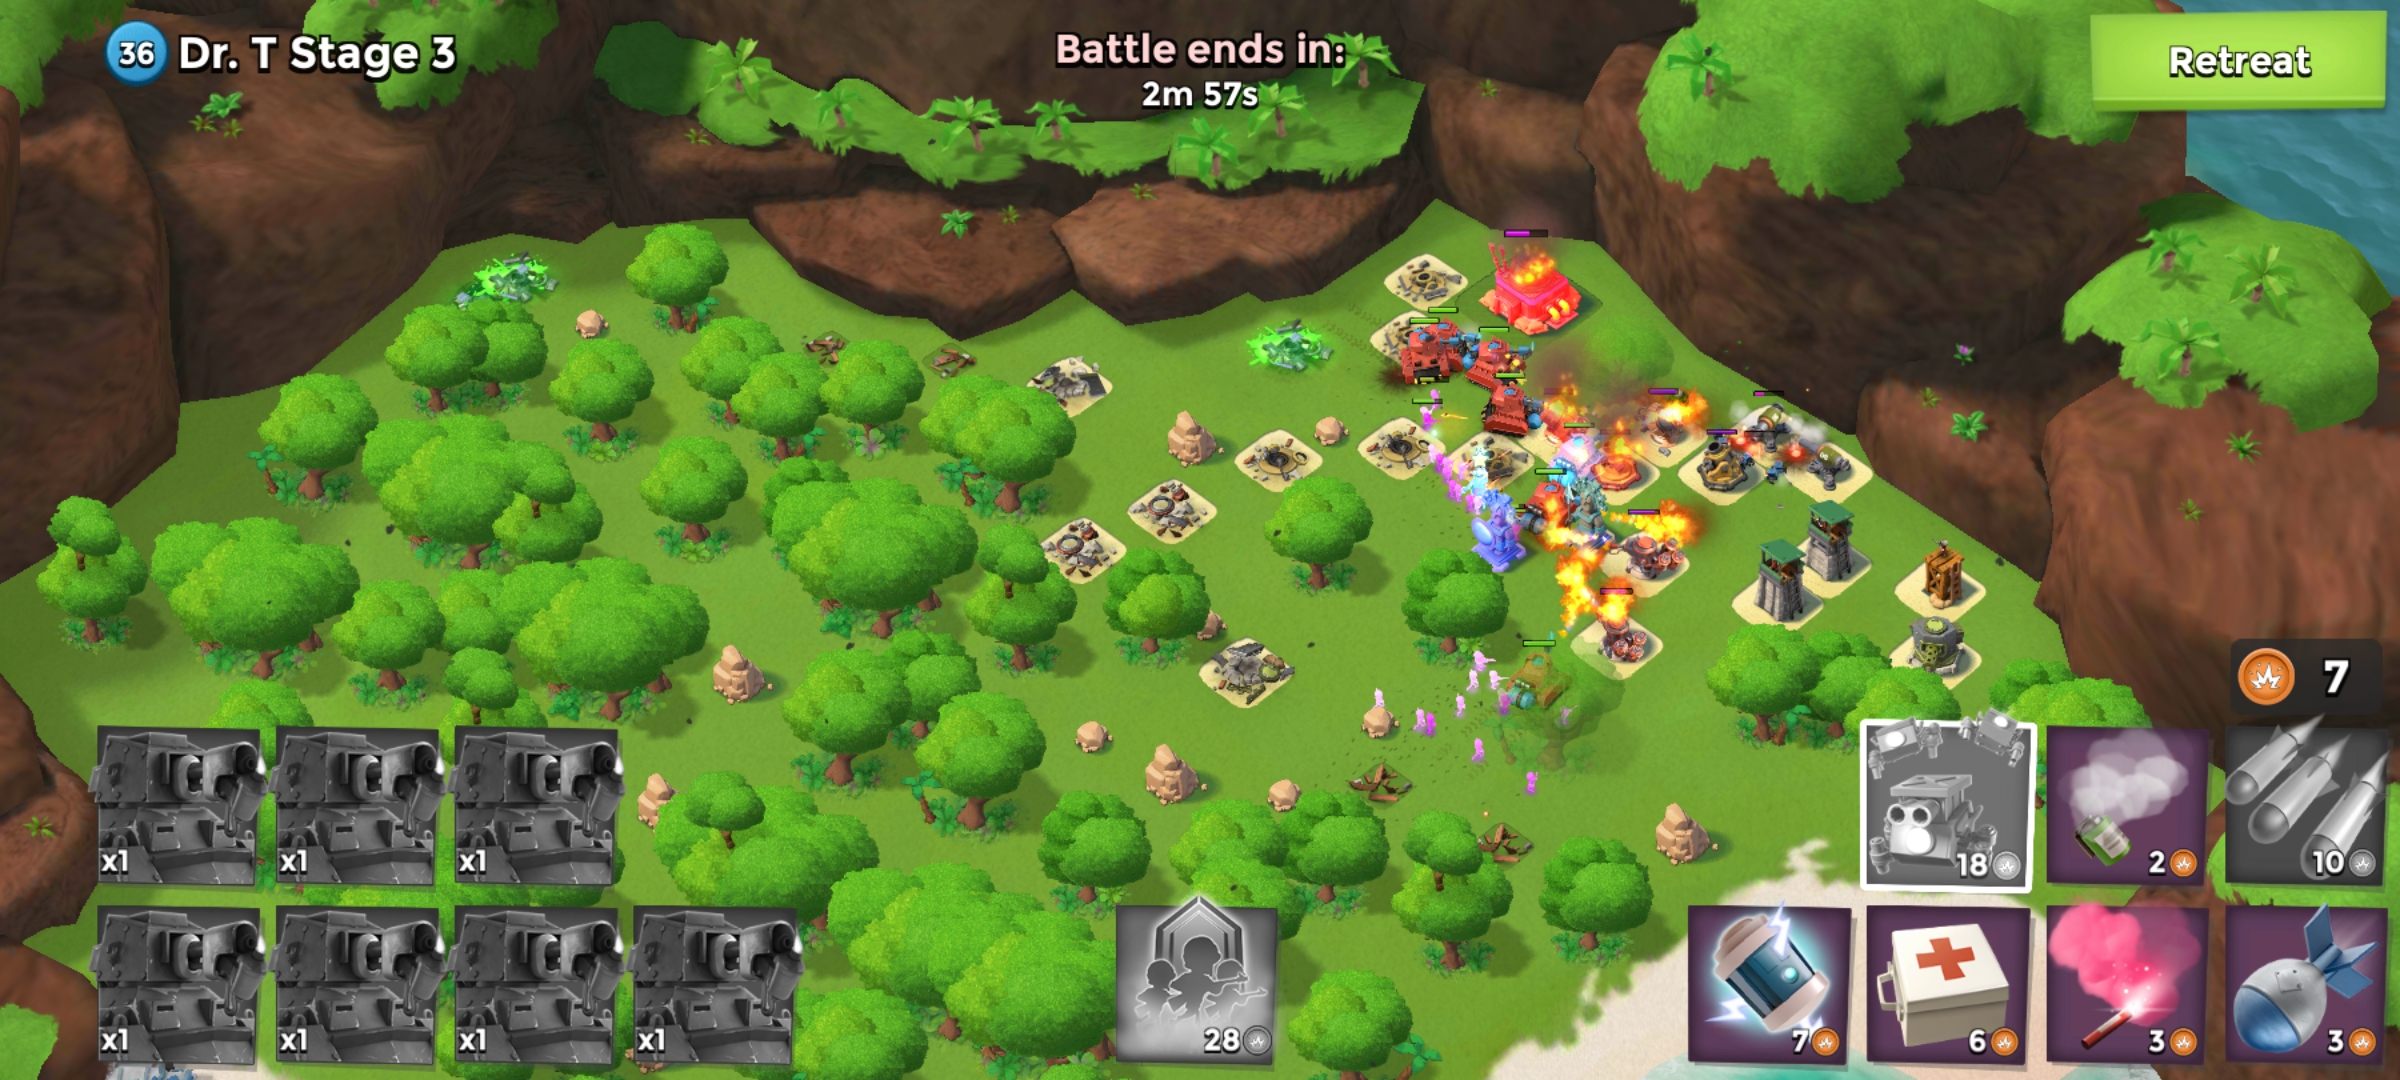 36 Dr. T Stage 3
Battle ends in:
2m 57s
Retreat
7
x1
x1
x1
18
2
10
x1
x1
x1
x1
28
7
6
3
3